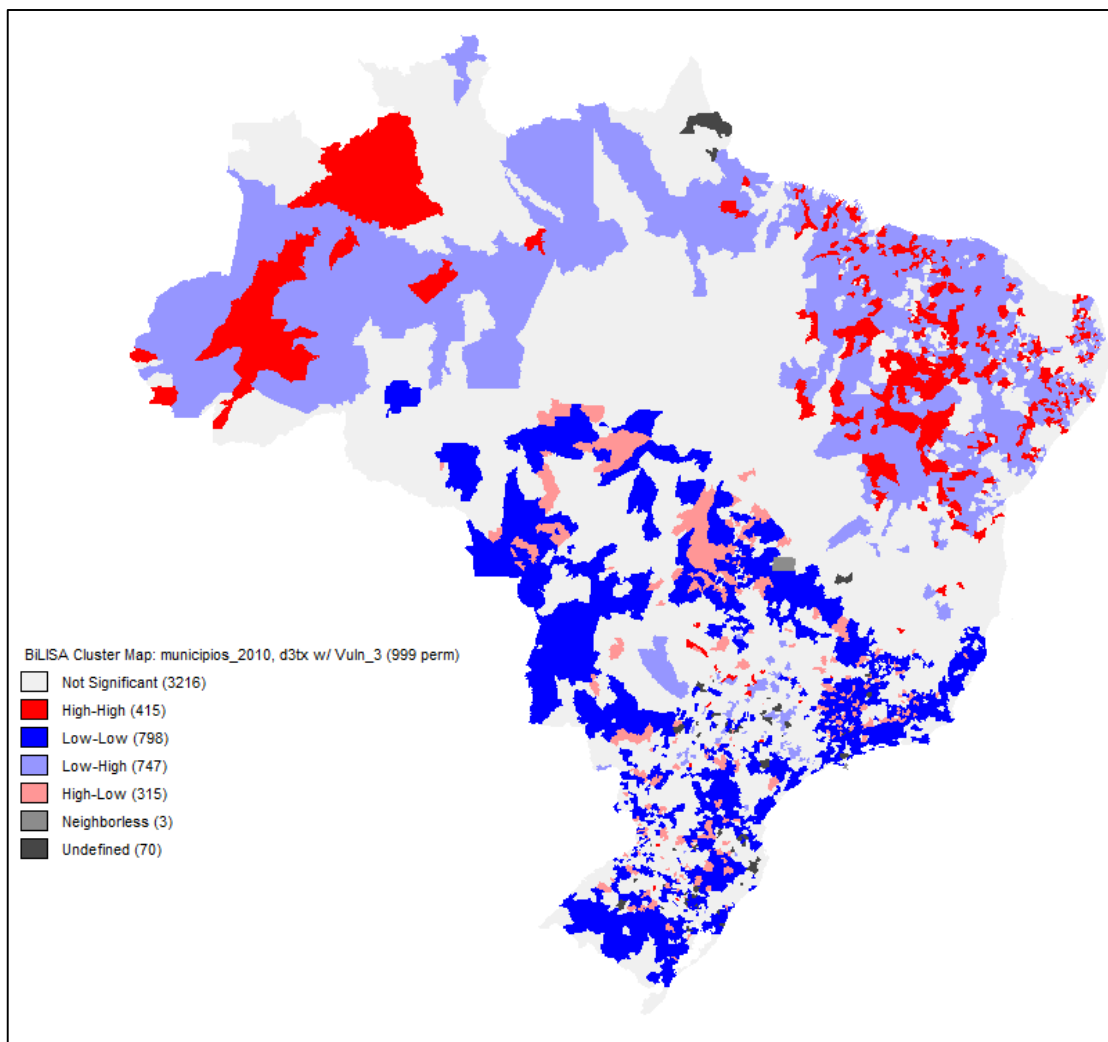 BiLISA Cluster Map: municipios_2010, d3tx w/ Vuln_3 (999 perm)
Not Significant (3216)
High-High (415)
Low-Low (798)
Low-High (747)
High-Low (315)
Neighborless (3)
Undefined (70)